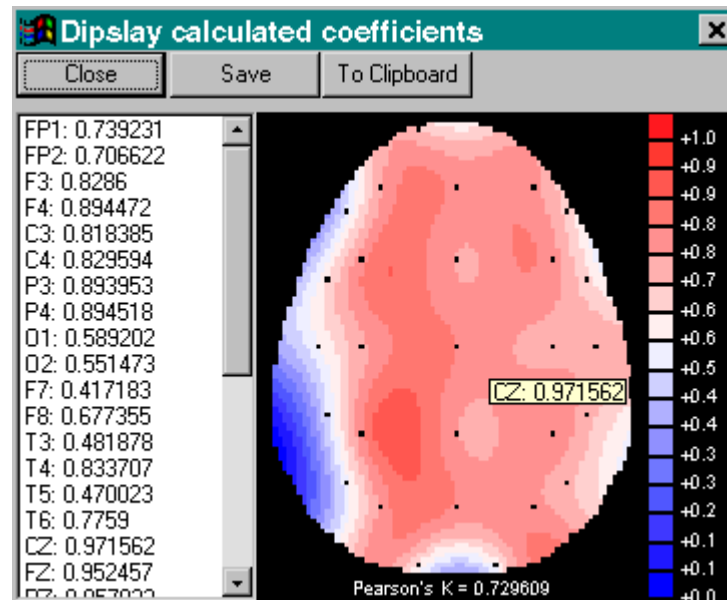 Dipslay calculated coefficients
Close Save To Clipboard
FP1: 0.739231
FP2: 0.706622
F3: 0.8286
F4: 0.894472
C3: 0.818385
C4: 0.829594
P3: 0.893953
P4: 0.894518
O1: 0.589202
O2: 0.551473
F7: 0.417183
F8: 0.677355
T3: 0.481878
T4: 0.833707
T5: 0.470023
T6: 0.7759
CZ: 0.971562
FZ: 0.952457
CZ: 0.971562
Pearson's K = 0.729609
+1.0
+0.9
+0.9
+0.8
+0.7
+0.6
+0.6
+0.5
+0.4
+0.3
+0.3
+0.2
+0.1
+0.1
+0.0